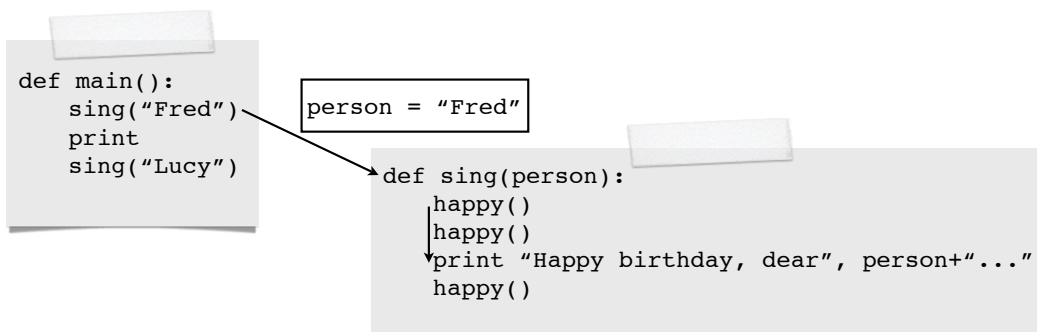 def main():
    sing(“Fred”)
    print
    sing(“Lucy”)
person = “Fred”
def sing(person):
    happy()
    happy()
    print “Happy birthday, dear”, person+“...”
    happy()